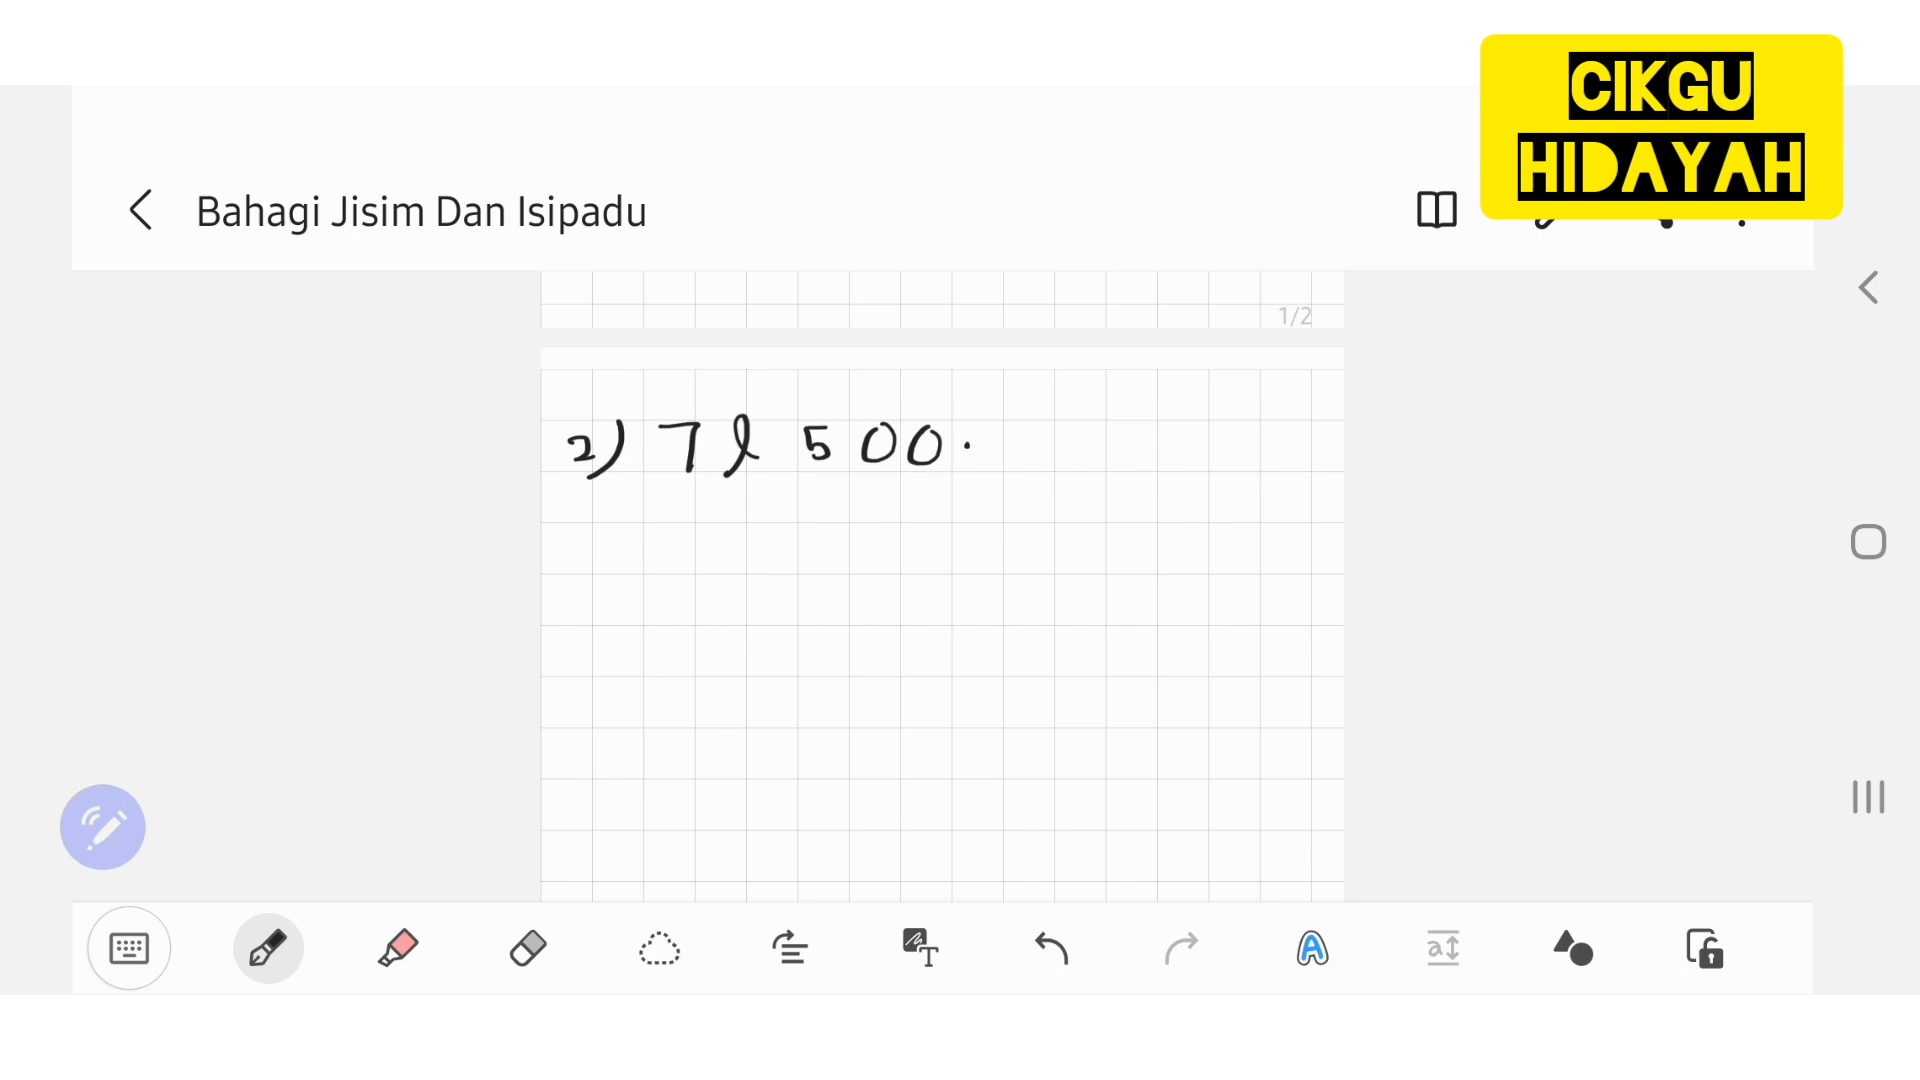 CIKGU
HIDAYAH
Bahagi Jisim Dan Isipadu
1/2
2) 7 l 500